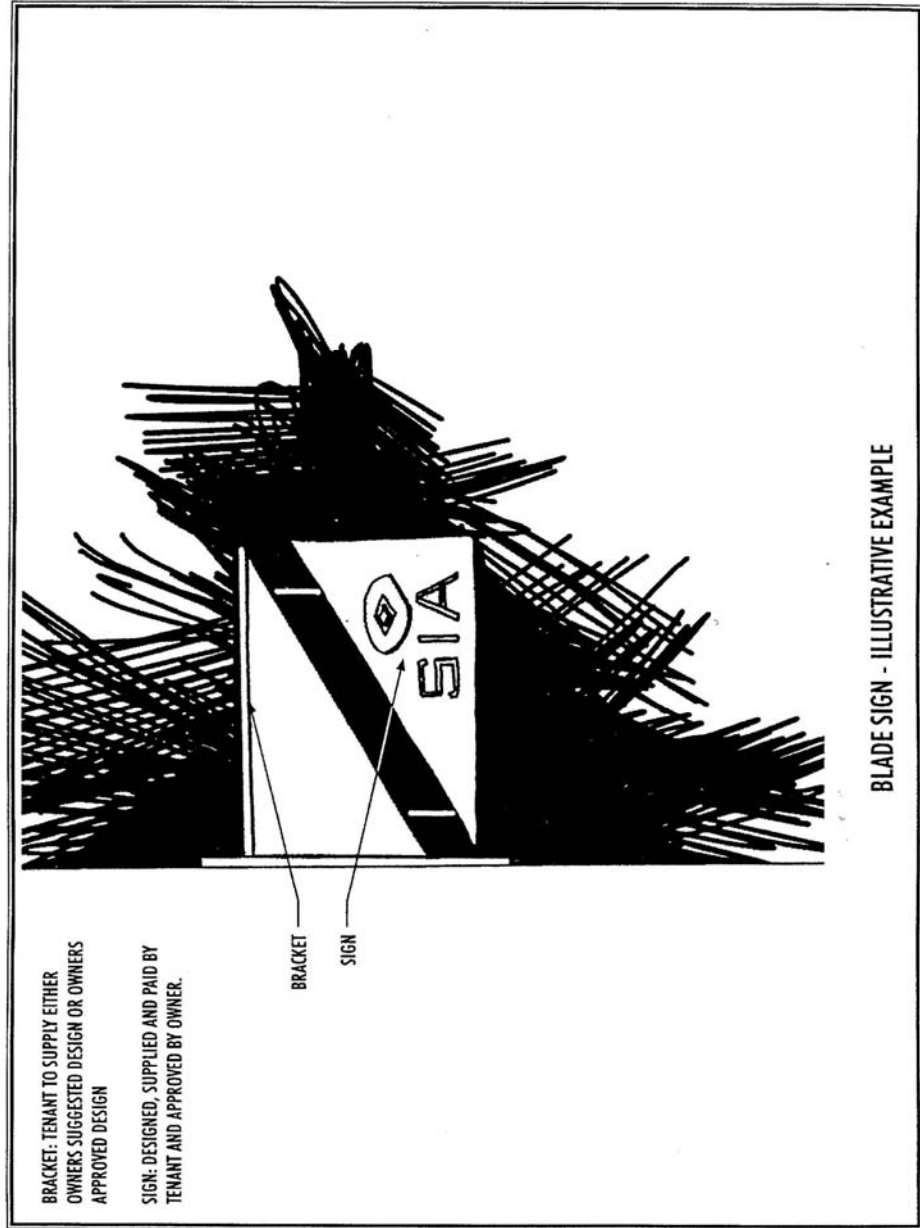 BRACKET: TENANT TO SUPPLY EITHER
OWNERS SUGGESTED DESIGN OR OWNERS
APPROVED DESIGN
SIGN: DESIGNED, SUPPLIED AND PAID BY
TENANT AND APPROVED BY OWNER.
BRACKET
SIGN
SIA
BLADE SIGN - ILLUSTRATIVE EXAMPLE